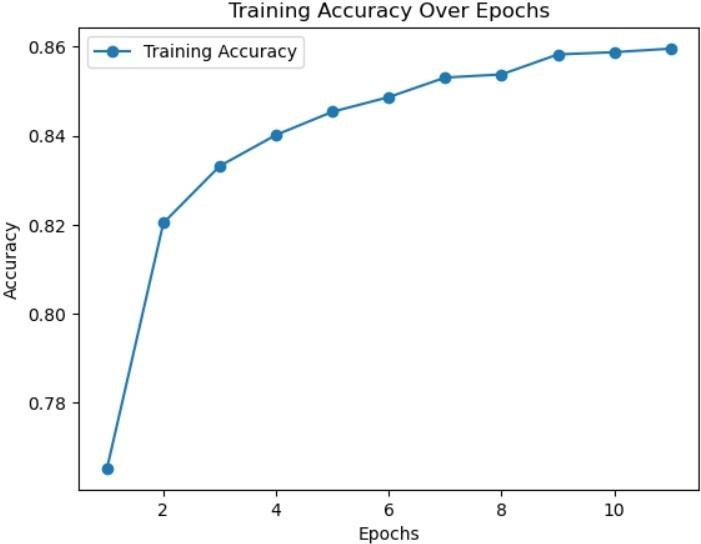 Training Accuracy Over Epochs
Training Accuracy
0.86
0.84
0.82
0.80
0.78
Accuracy
2 4 6 8 10
Epochs